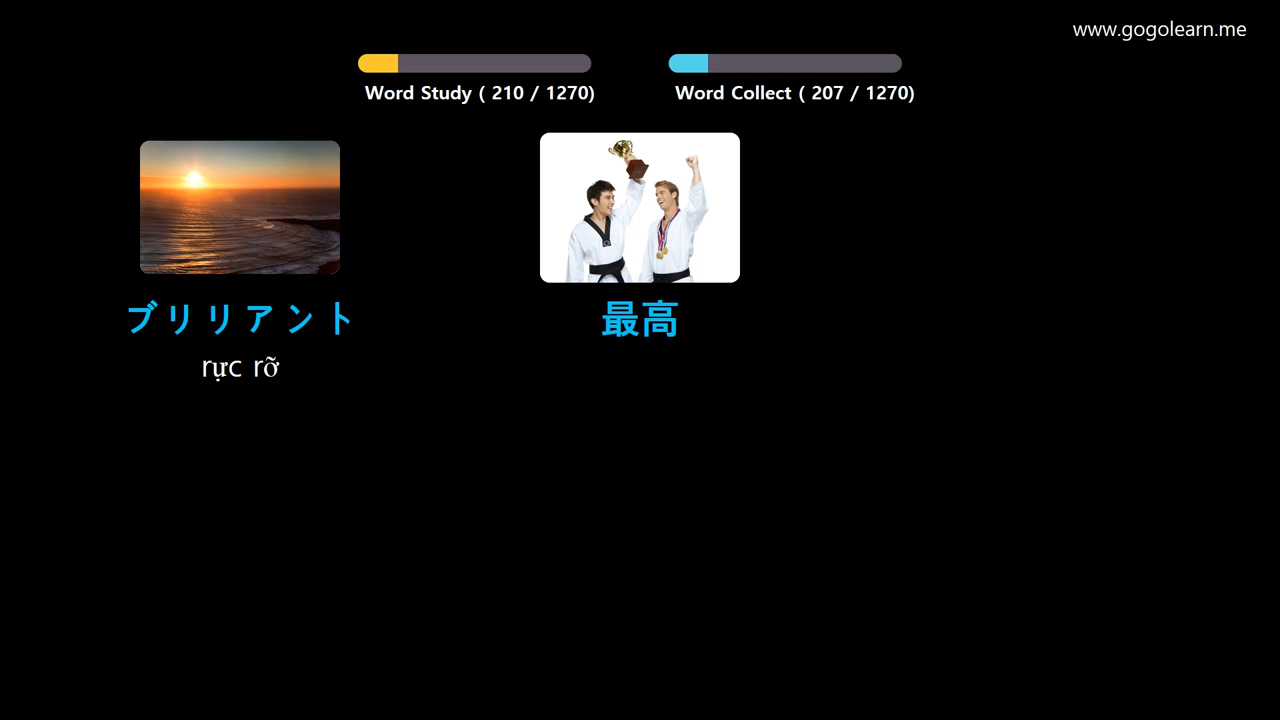 www.gogolearn.me
Word Study ( 210 / 1270)
Word Collect ( 207 / 1270)
ブリリアント
最高
rực rỡ